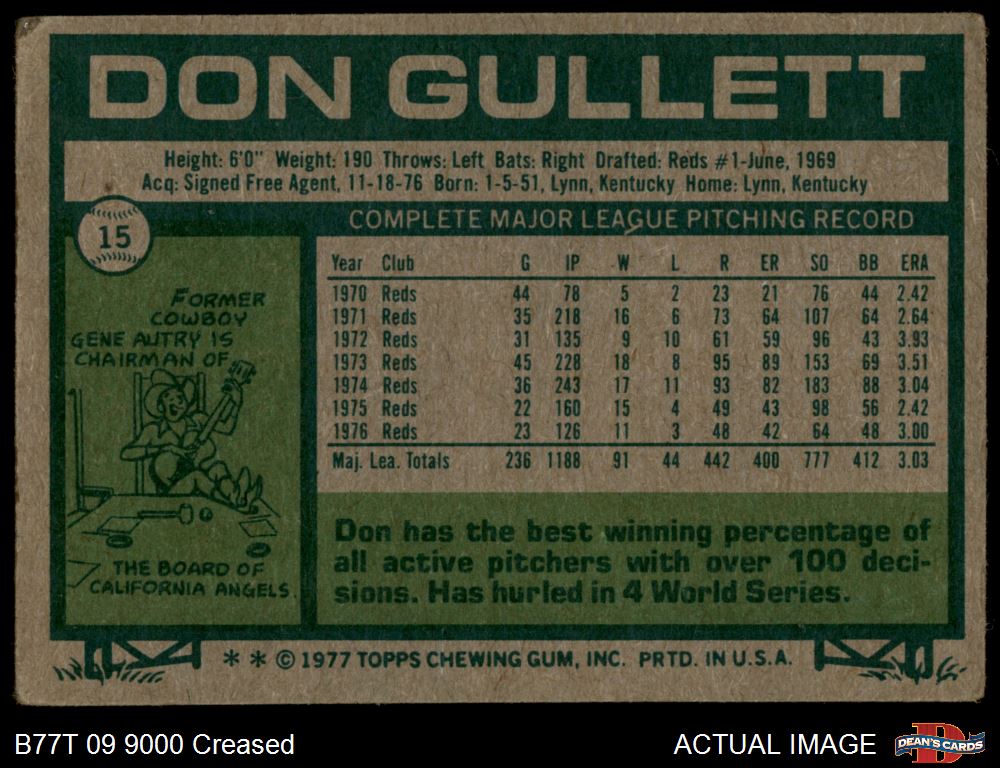 DON GULLETT
Height: 6'0" Weight: 190 Throws: Left Bats: Right Drafted: Reds #1-June, 1969
Acq: Signed Free Agent, 11-18-76 Born: 1-5-51, Lynn, Kentucky Home: Lynn, Kentucky
15
COMPLETE MAJOR LEAGUE PITCHING RECORD
Year Club G IP W L R ER SO BB ERA
1970 Reds 44 78 5 2 23 21 76 44 2.42
1971 Reds 35 218 16 6 73 64 107 64 2.64
1972 Reds 31 135 9 10 61 59 96 43 3.93
1973 Reds 45 228 18 8 95 89 153 69 3.51
1974 Reds 36 243 17 11 93 82 183 88 3.04
1975 Reds 22 160 15 4 49 43 98 56 2.42
1976 Reds 23 126 11 3 48 42 64 48 3.00
Maj. Lea. Totals 236 1188 91 44 442 400 777 412 3.03
FORMER
COWBOY
GENE AUTRY IS
CHAIRMAN OF
THE BOARD OF
CALIFORNIA ANGELS.
Don has the best winning percentage of
all active pitchers with over 100 deci-
sions. Has hurled in 4 World Series.
* * © 1977 TOPPS CHEWING GUM, INC. PRTD. IN U.S.A.
B77T 09 9000 Creased
ACTUAL IMAGE
D
DEAN'S CARDS